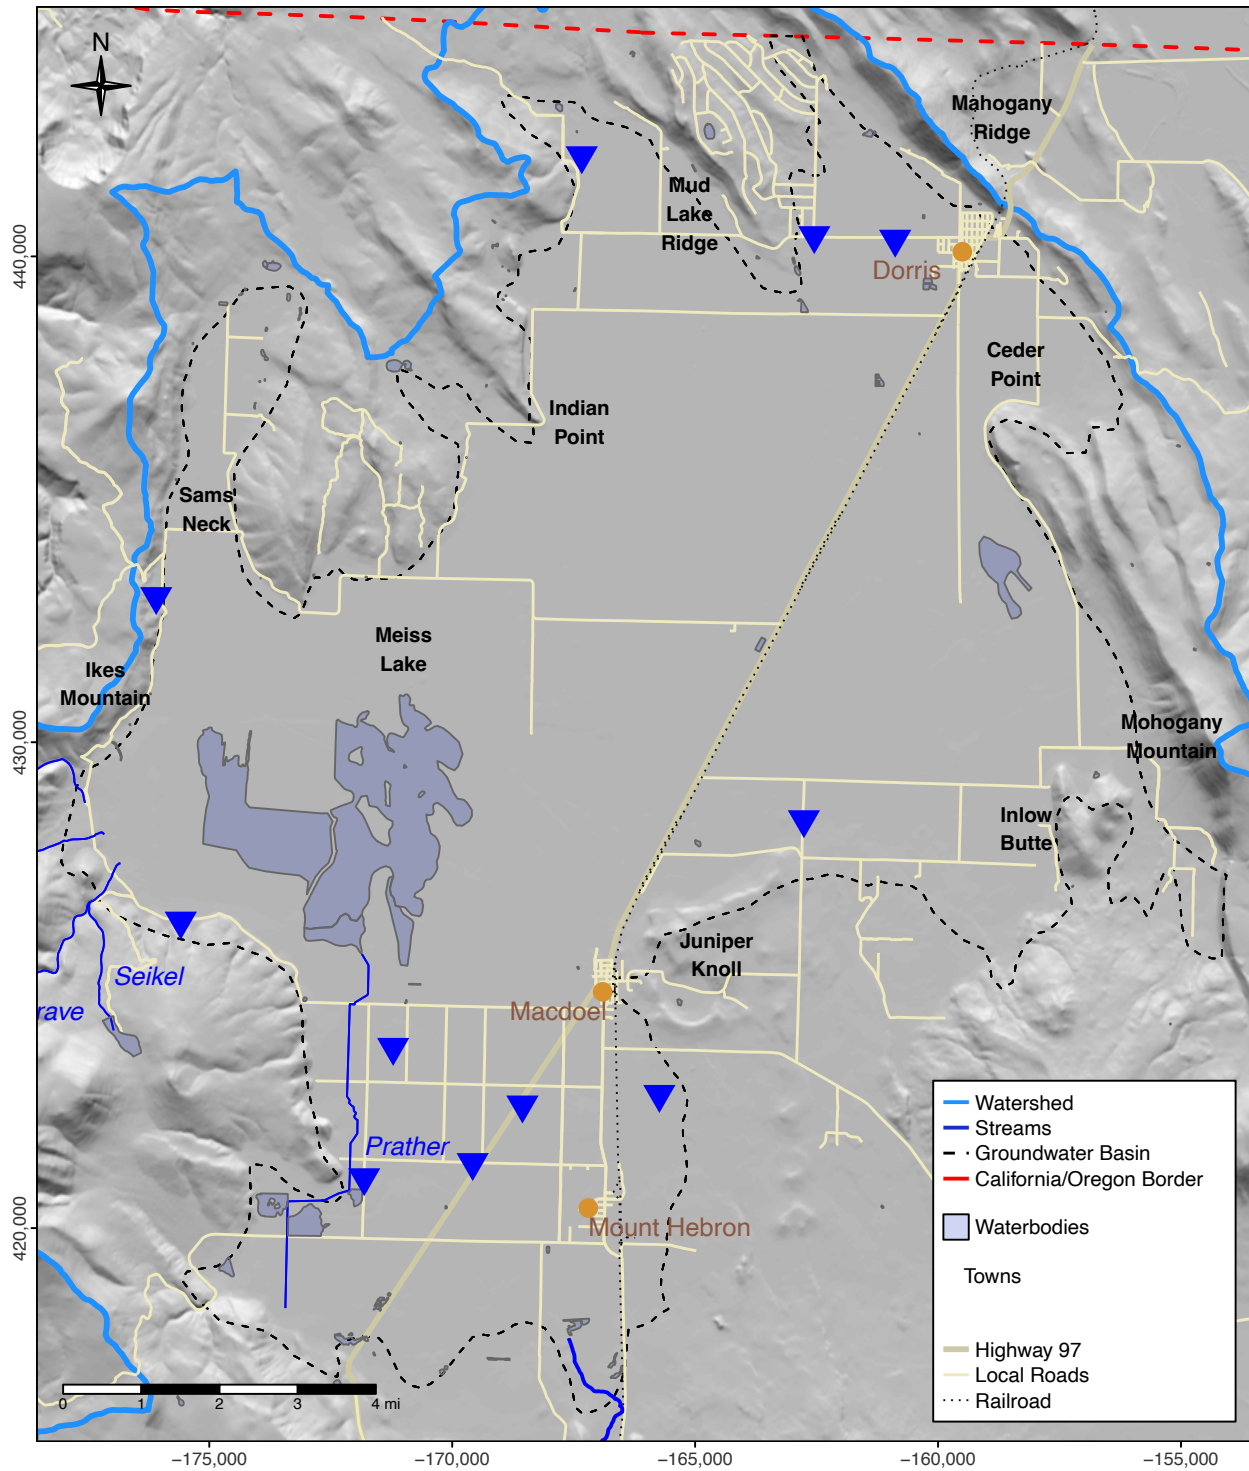 N
Mahogany
Ridge
Mud
Lake
Ridge
440,000
Dorris
Ceder
Point
Indian
Point
Sams
Neck
Meiss
Lake
Ikes
Mountain
430,000
Mohogany
Mountain
Inlow
Butte
Juniper
Knoll
Seikel
rave
Macdoel
Prather
Mount Hebron
420,000
Watershed
Streams
Groundwater Basin
California/Oregon Border
Waterbodies
Towns
Highway 97
Local Roads
Railroad
0 1 2 3 4 mi
−175,000 −170,000 −165,000 −160,000 −155,000